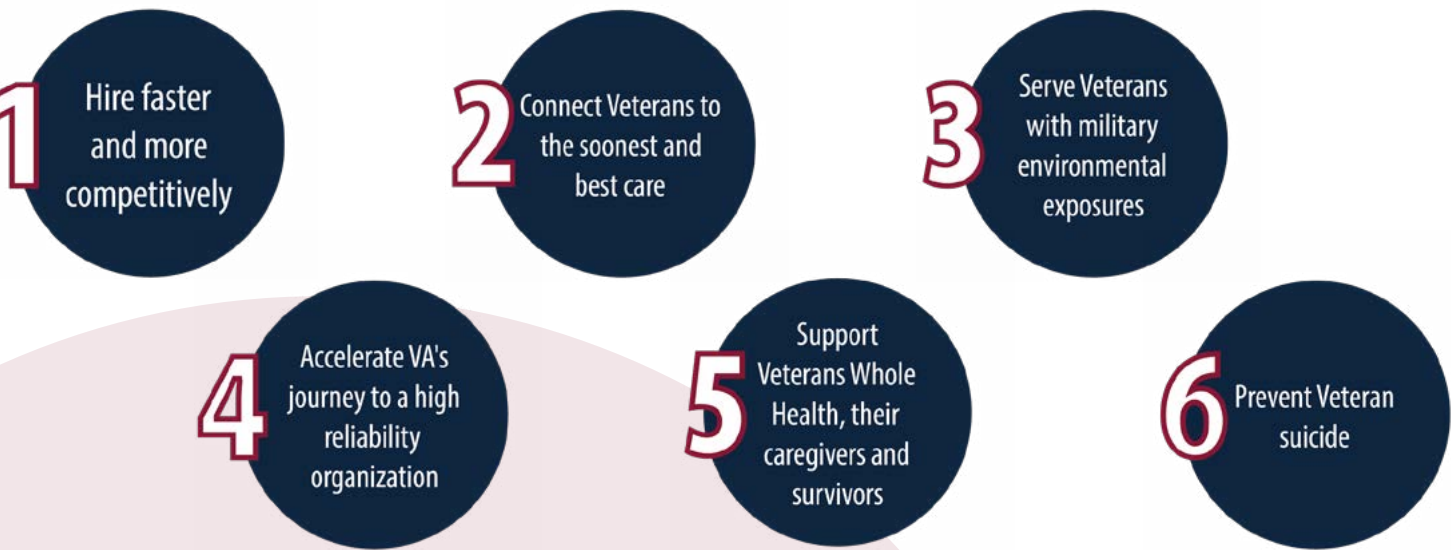 1
Hire faster
and more
competitively
2
Connect Veterans to
the soonest and
best care
3
Serve Veterans
with military
environmental
exposures
4
Accelerate VA's
journey to a high
reliability
organization
5
Support
Veterans Whole
Health, their
caregivers and
survivors
6
Prevent Veteran
suicide